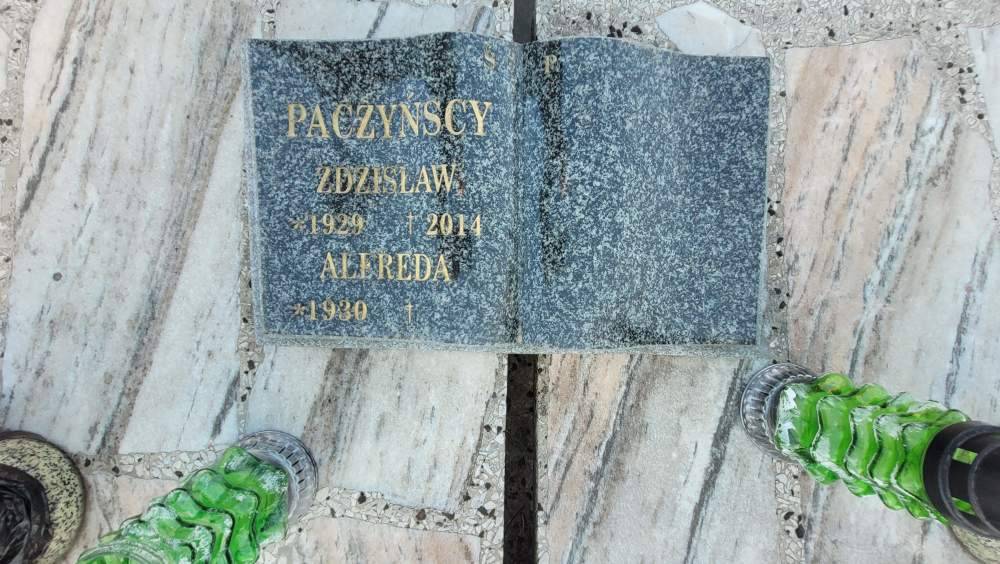 Ś P
PACZYŃSCY
ZDZISŁAW
*1929 † 2014
ALFREDA
*1930 †